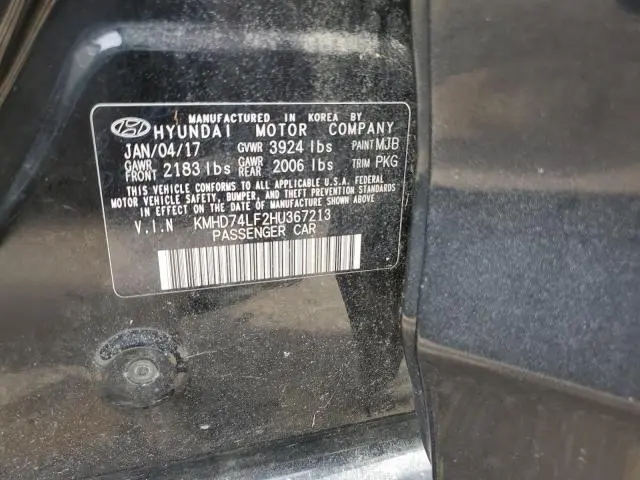 MANUFACTURED IN KOREA BY
HYUNDAI MOTOR COMPANY
JAN/04/17 GVWR 3924 lbs PAINT MJB
GAWR FRONT 2183 lbs GAWR REAR 2006 lbs TRIM PKG
THIS VEHICLE CONFORMS TO ALL APPLICABLE U.S.A. FEDERAL
MOTOR VEHICLE SAFETY, BUMPER, AND THEFT PREVENTION STANDARDS
IN EFFECT ON THE DATE OF MANUFACTURE SHOWN ABOVE.
V.I.N KMHD74LF2HU367213
PASSENGER CAR